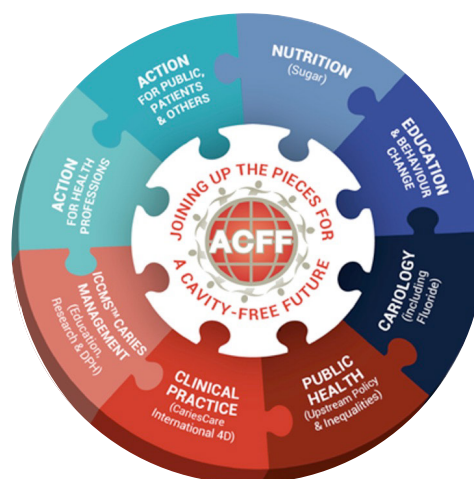 NUTRITION
(Sugar)
EDUCATION
& BEHAVIOUR
CHANGE
CARIOLOGY
(Including
Fluoride)
PUBLIC
HEALTH
(Upstream Policy
& Inequalities)
CLINICAL
PRACTICE
(CariesCare
International 4D)
ICCMS™ CARIES
MANAGEMENT
(Education,
Research & DPH)
ACTION
FOR HEALTH
PROFESSIONS
ACTION
FOR PUBLIC,
PATIENTS
& OTHERS
JOINING UP THE PIECES FOR
ACFF
A CAVITY-FREE FUTURE